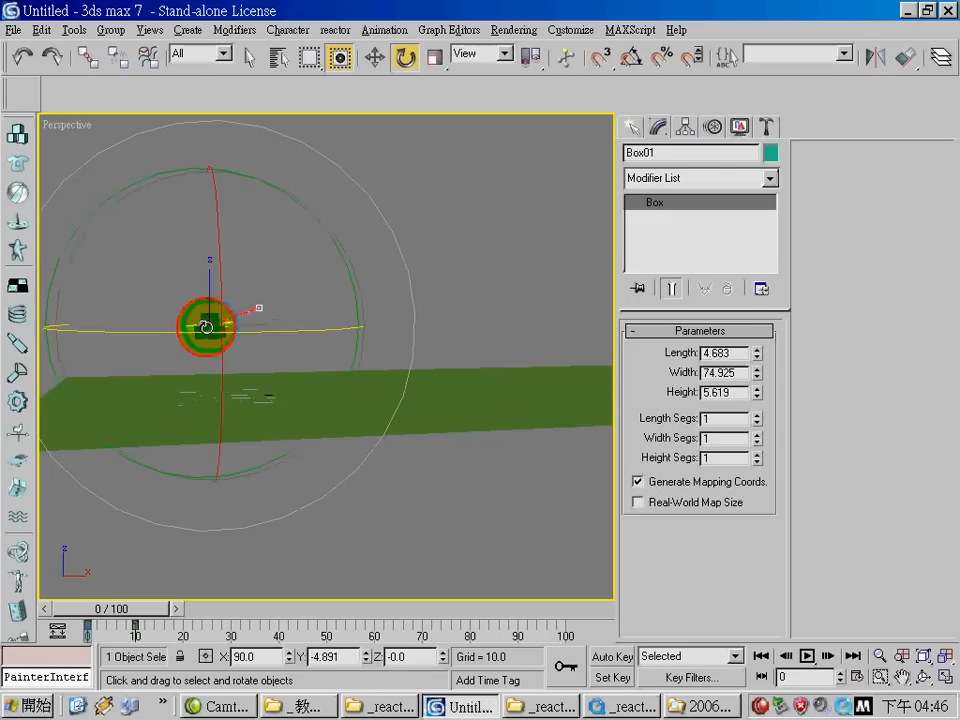 Untitled - 3ds max 7 - Stand-alone License
File Edit Tools Group Views Create Modifiers Character reactor Animation Graph Editors Rendering Customize MAXScript Help
All
View
Perspective
z
z
x
Box01
Modifier List
Box
- Parameters
Length: 4.683
Width: 74.925
Height: 5.619
Length Segs: 1
Width Segs: 1
Height Segs: 1
Generate Mapping Coords.
Real-World Map Size
< 0 / 100 >
0 10 20 30 40 50 60 70 80 90 100
1 Object Sele X: 90.0 Y: -4.891 Z: -0.0 Grid = 10.0 Auto Key Selected
PainterInterf Click and drag to select and rotate objects Add Time Tag Set Key Key Filters... 0
開始 » Camt... _教... _react... Untitl... _react... _react... 2006... 下午 04:46